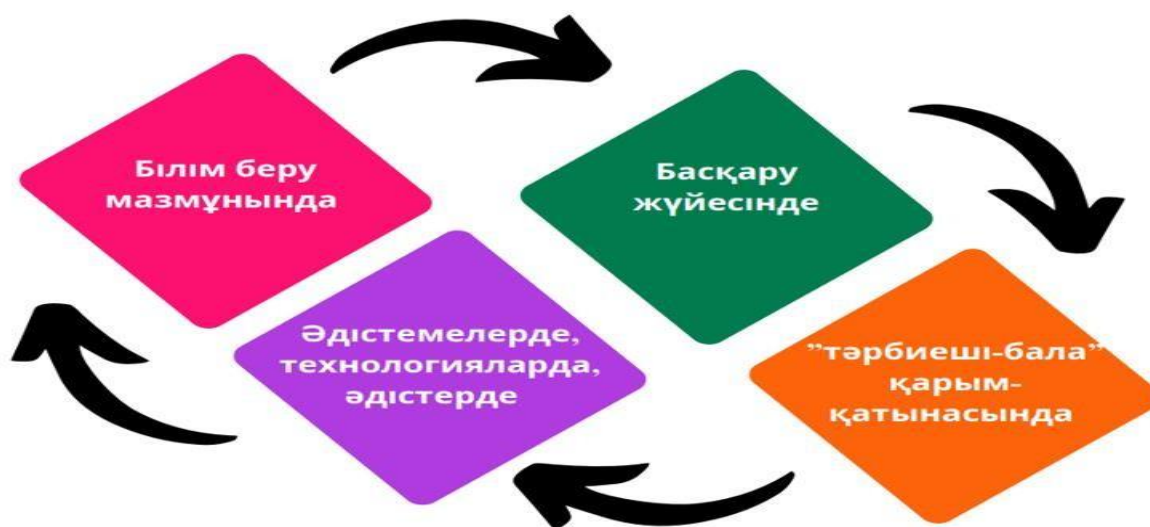 Білім беру
мазмұнында
Басқару
жүйесінде
Әдістемелерде,
технологияларда,
әдістерде
”тәрбиеші-бала”
қарым-
қатынасында